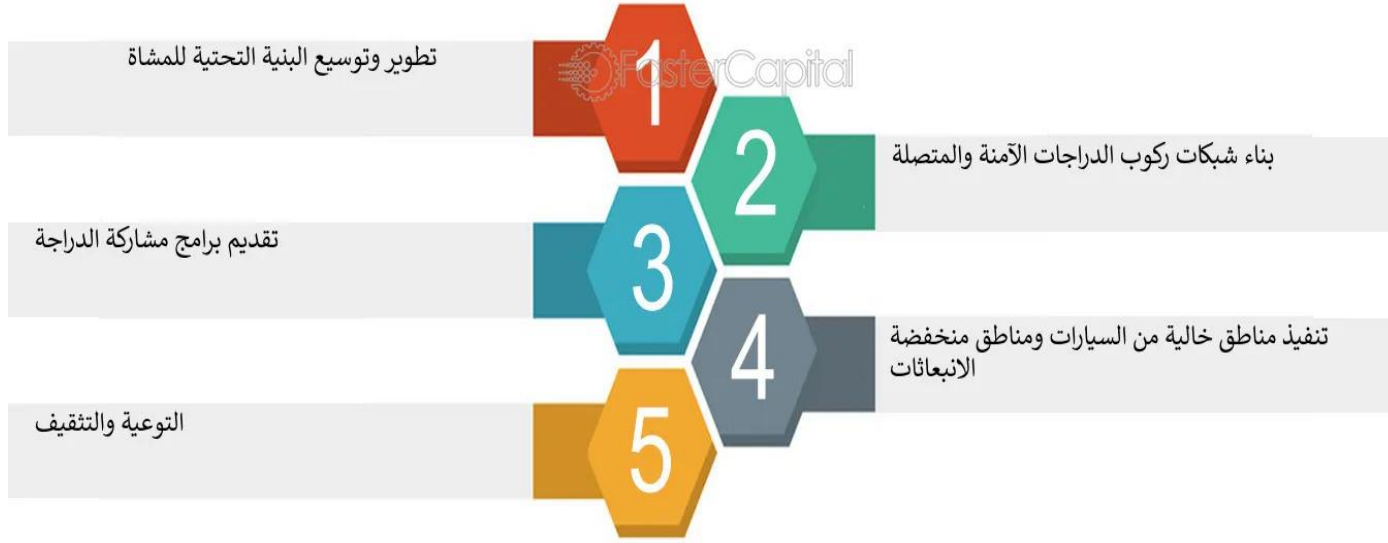 تطوير وتوسيع البنية التحتية للمشاة
1
FasterCapital
2
بناء شبكات ركوب الدراجات الآمنة والمتصلة
تقديم برامج مشاركة الدراجة
3
4
تنفيذ مناطق خالية من السيارات ومناطق منخفضة
الانبعاثات
التوعية والتثقيف
5